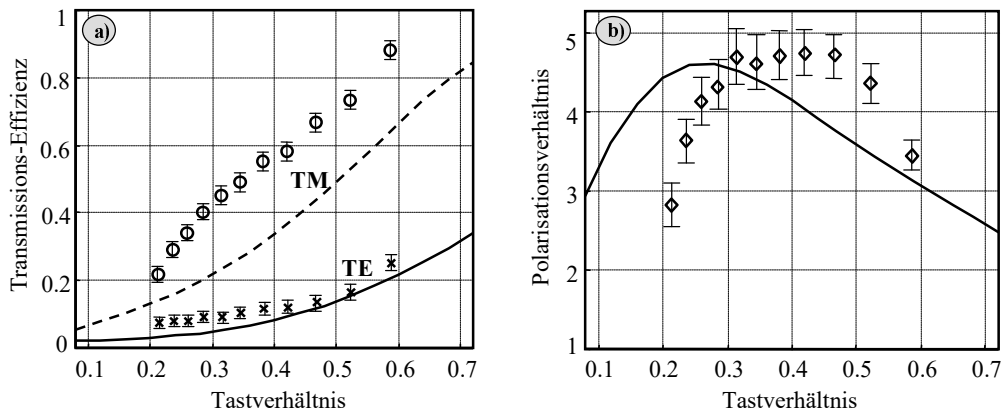 a)
Transmissions-Effizienz
1
0.8
0.6
0.4
0.2
0
TM
TE
0.1 0.2 0.3 0.4 0.5 0.6 0.7
Tastverhältnis
b)
Polarisationsverhältnis
5
4
3
2
1
0.1 0.2 0.3 0.4 0.5 0.6 0.7
Tastverhältnis